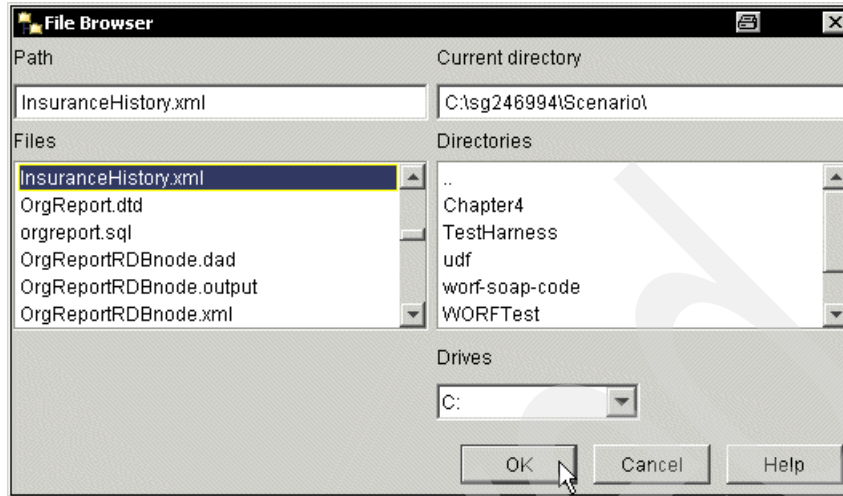 File Browser
Path
Current directory
InsuranceHistory.xml
C:\sg246994\Scenario\
Files
Directories
InsuranceHistory.xml
OrgReport.dtd
orgreport.sql
OrgReportRDBnode.dad
OrgReportRDBnode.output
OrgReportRDBnode.xml
..
Chapter4
TestHarness
udf
worf-soap-code
WORFTest
Drives
C:
OK
Cancel
Help